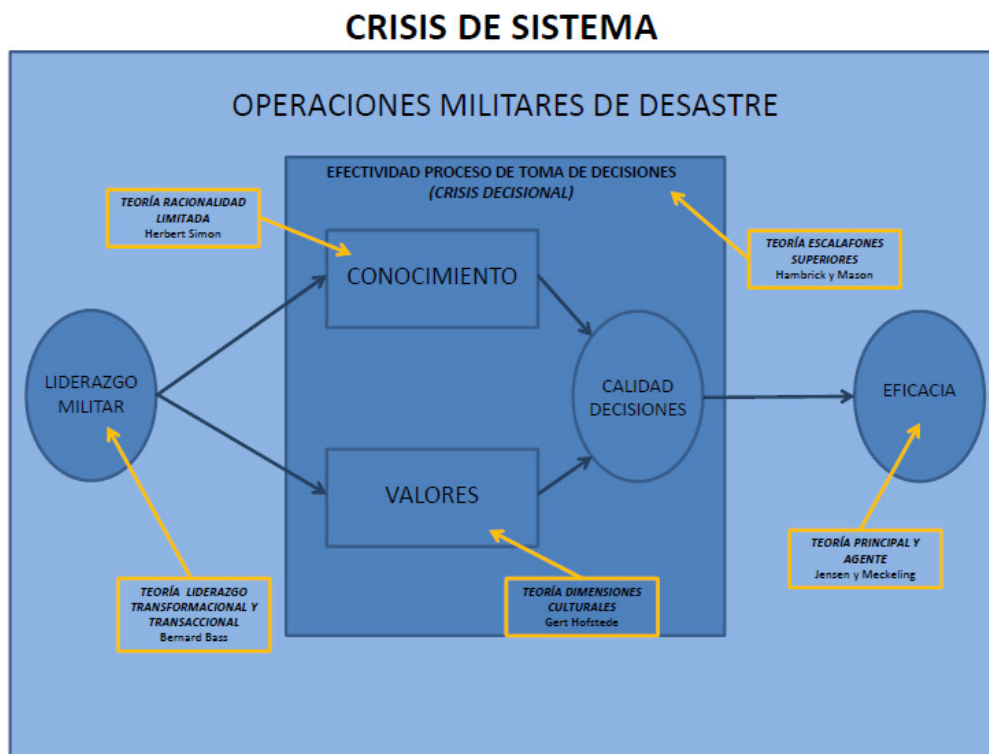 CRISIS DE SISTEMA
OPERACIONES MILITARES DE DESASTRE
EFECTIVIDAD PROCESO DE TOMA DE DECISIONES
(CRISIS DECISIONAL)
TEORÍA RACIONALIDAD
LIMITADA
Herbert Simon
TEORÍA ESCALAFONES
SUPERIORES
Hambrick y Mason
CONOCIMIENTO
LIDERAZGO
MILITAR
CALIDAD
DECISIONES
EFICACIA
VALORES
TEORÍA LIDERAZGO
TRANSFORMACIONAL Y
TRANSACCIONAL
Bernard Bass
TEORÍA DIMENSIONES
CULTURALES
Gert Hofstede
TEORÍA PRINCIPAL Y
AGENTE
Jensen y Meckeling